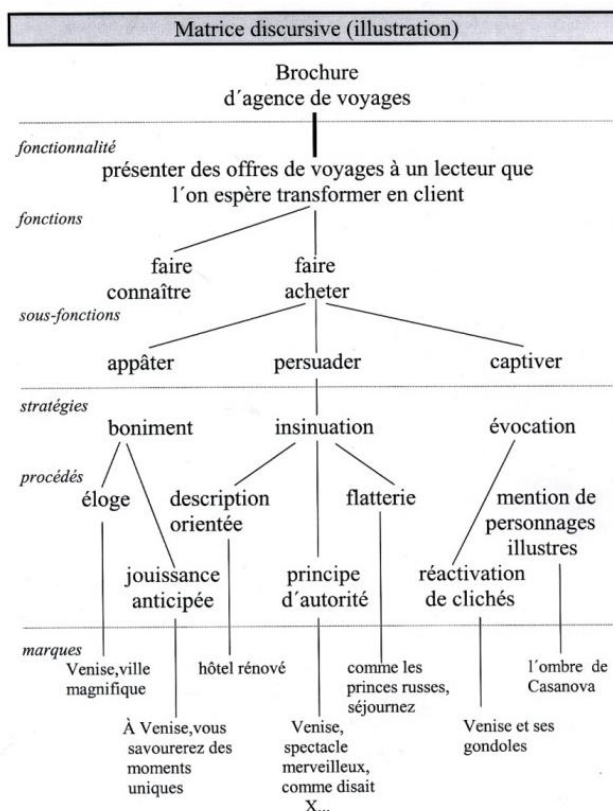 Matrice discursive (illustration)
Brochure
d´agence de voyages
fonctionnalité
présenter des offres de voyages à un lecteur que
l´on espère transformer en client
fonctions
faire
connaître
faire
acheter
sous-fonctions
appâter
persuader
captiver
stratégies
boniment
insinuation
évocation
procédés
éloge
description
orientée
flatterie
mention de
personnages
illustres
jouissance
anticipée
principe
d´autorité
réactivation
de clichés
marques
Venise,ville
magnifique
hôtel rénové
comme les
princes russes,
séjournez
l´ombre de
Casanova
À Venise,vous
savourerez des
moments
uniques
Venise,
spectacle
merveilleux,
comme disait
X...
Venise et ses
gondoles